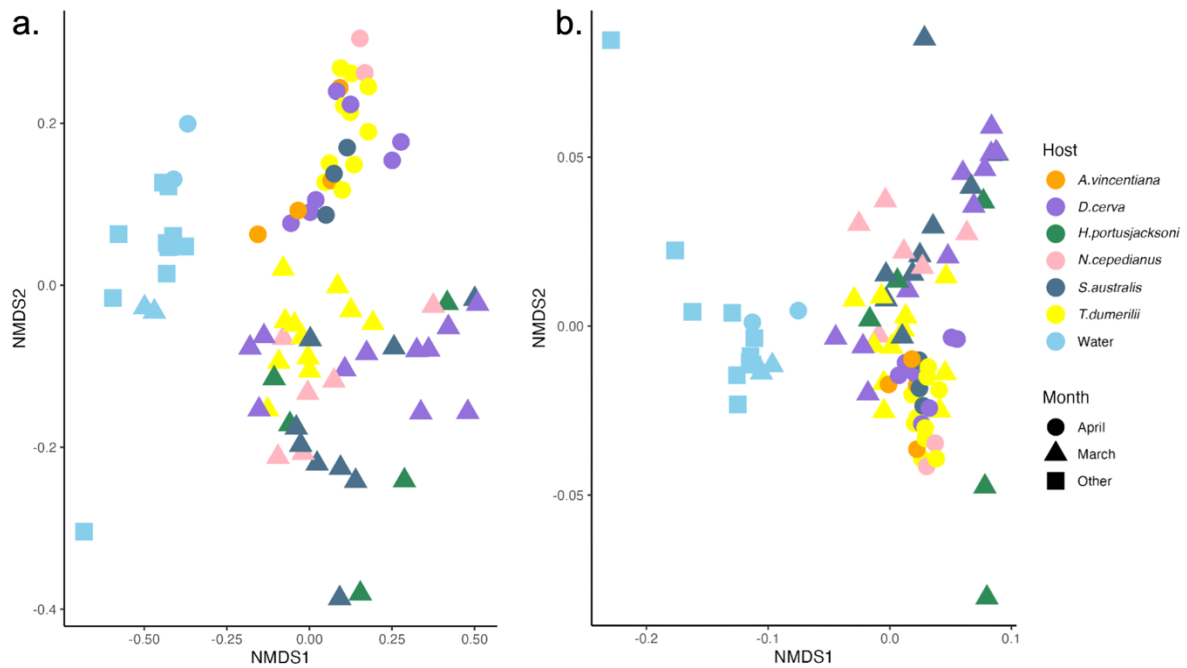 a.
0.2
0.0
-0.2
-0.4
NMDS2
-0.50
-0.25
0.00
0.25
0.50
NMDS1
b.
0.05
0.00
-0.05
NMDS2
-0.2
-0.1
0.0
0.1
NMDS1
Host
A.vincentiana
D.cerva
H.portusjacksoni
N.cepedianus
S.australis
T.dumerilii
Water
Month
April
March
Other